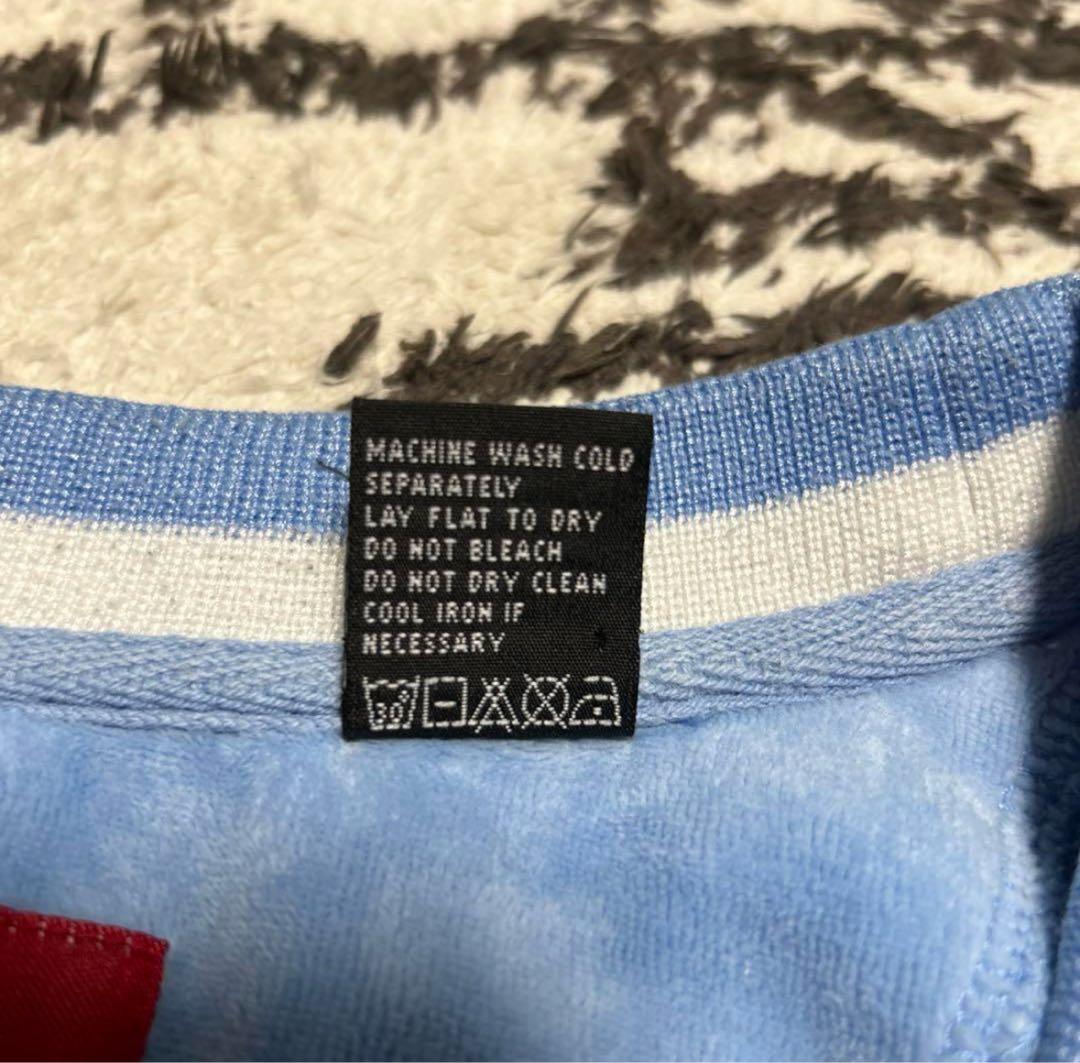 MACHINE WASH COLD
SEPARATELY
LAY FLAT TO DRY
DO NOT BLEACH
DO NOT DRY CLEAN
COOL IRON IF
NECESSARY
30